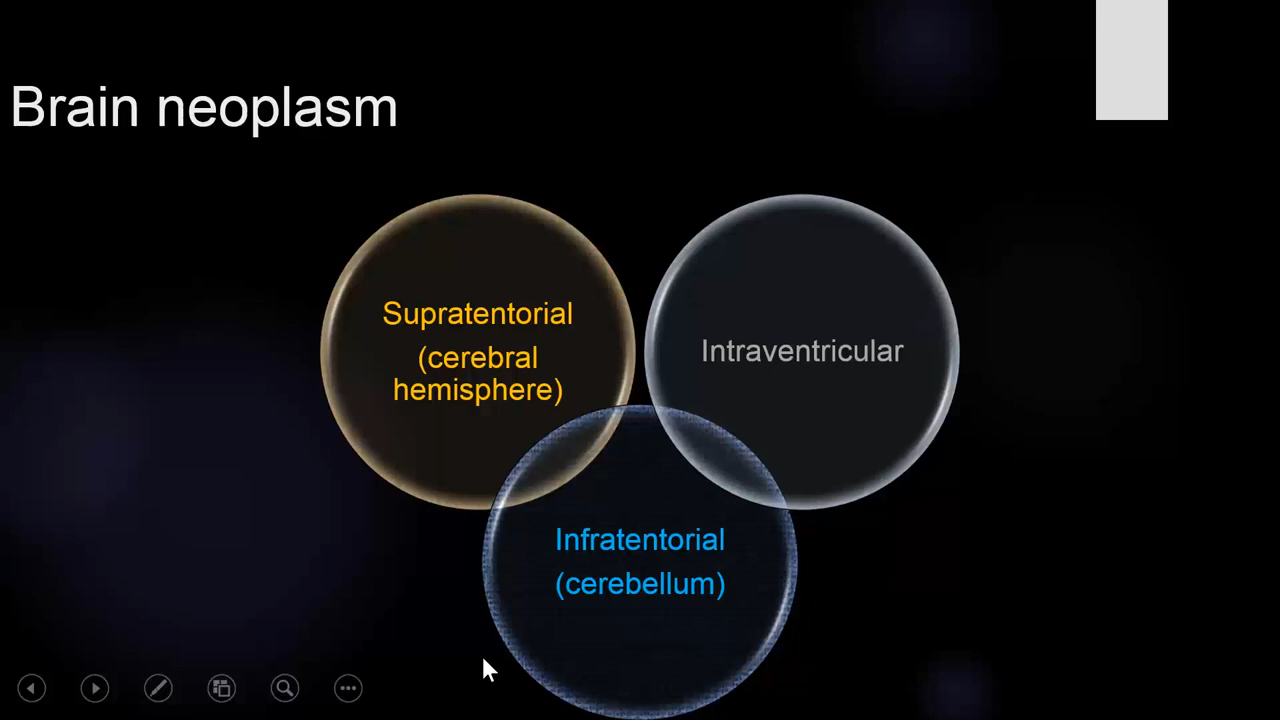 Brain neoplasm
Supratentorial
(cerebral
hemisphere)
Intraventricular
Infratentorial
(cerebellum)